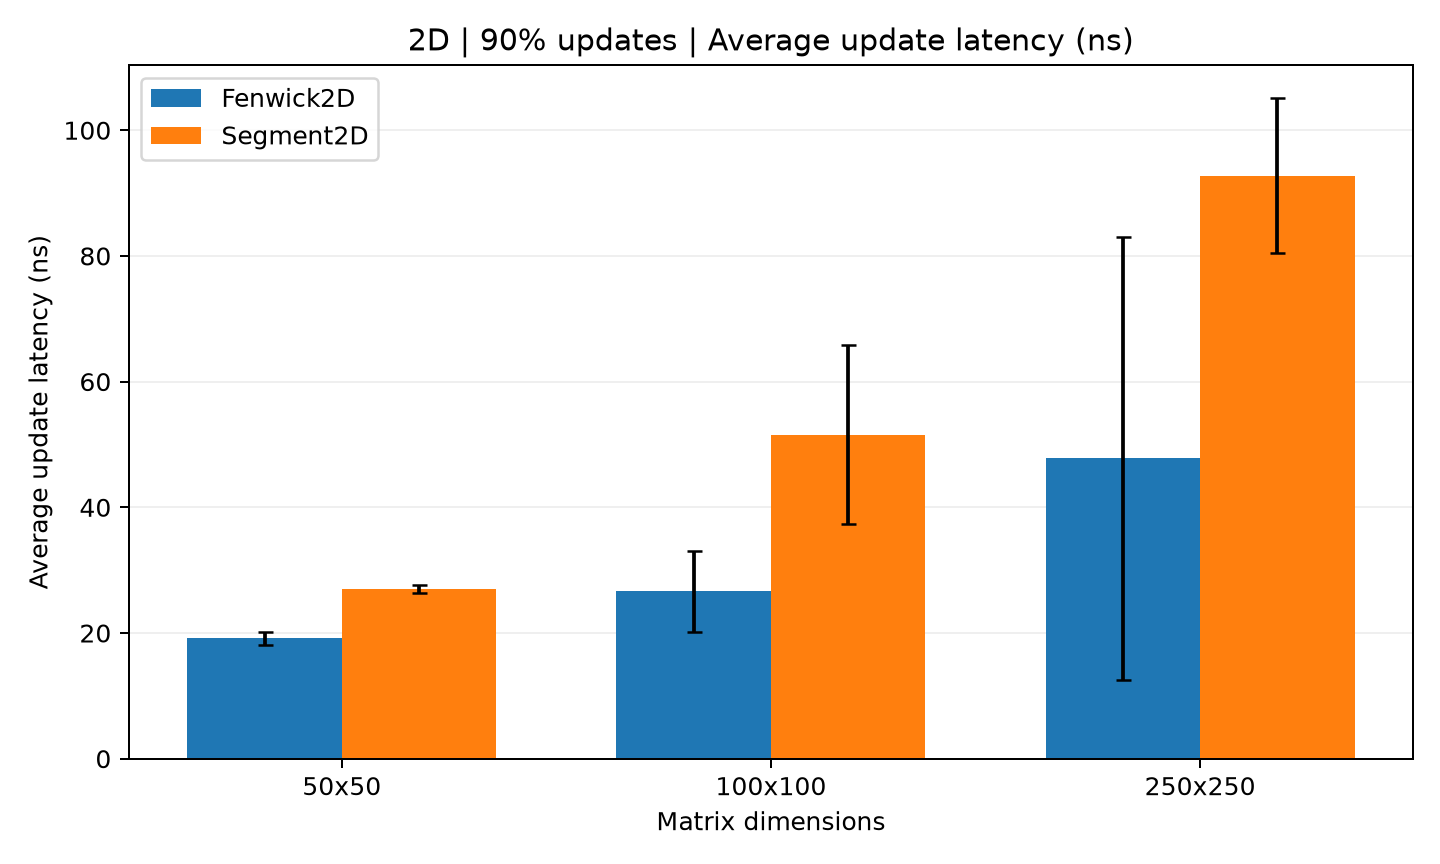 2D | 90% updates | Average update latency (ns)
Fenwick2D
Segment2D
Average update latency (ns)
100
80
60
40
20
0
50x50
100x100
250x250
Matrix dimensions